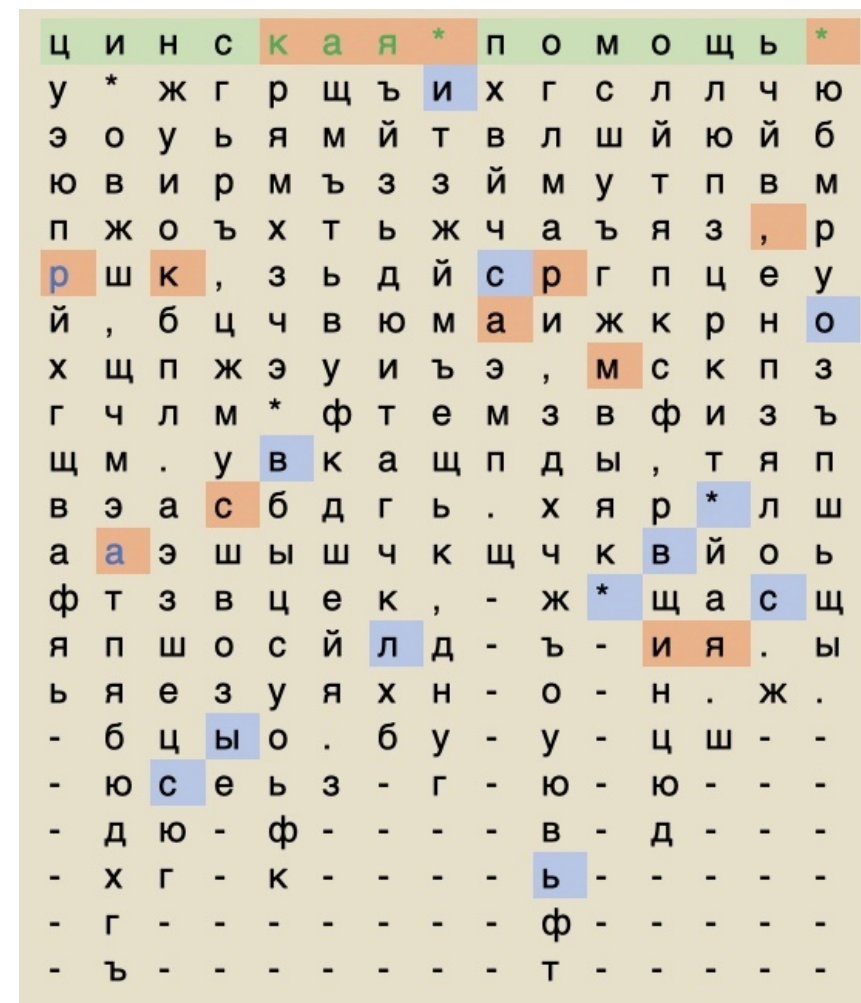 ц и н с к а я * п о м о щ ь *
у * ж г р щ ъ и х г с л л ч ю
э о у ь я м й т в л ш й ю й б
ю в и р м ъ з з й м у т п в м
п ж о ъ х т ь ж ч а ъ я з , р
р ш к , з ь д й с р г п ц е у
й , б ц ч в ю м а и ж к р н о
х щ п ж э у и ъ э , м с к п з
г ч л м * ф т е м з в ф и з ъ
щ м . у в к а щ п д ы , т я п
в э а с б д г ь . х я р * л ш
а а э ш ы ш ч к щ ч к в й о ь
ф т з в ц е к , - ж * щ а с щ
я п ш о с й л д - ъ - и я . ы
ь я е з у я х н - о - н . ж .
- б ц ы о . б у - у - ц ш - -
- ю с е ь з - г - ю - ю - - -
- д ю - ф - - - - в - д - - -
- х г - к - - - - ь - - - - -
- г - - - - - - - ф - - - - -
- ъ - - - - - - - т - - - - -